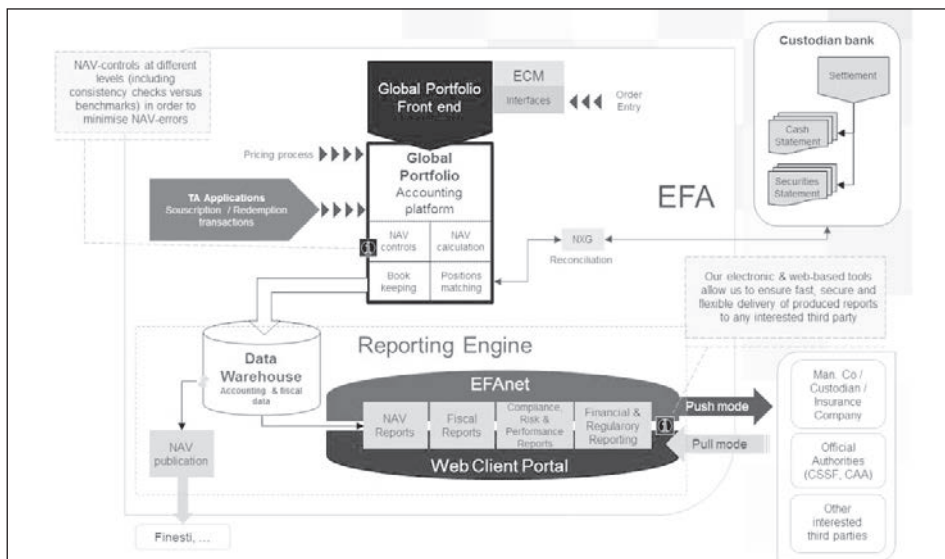 NAV-controls at different
levels (including
consistency checks versus
benchmarks) in order to
minimise NAV-errors
Global Portfolio
Front end
ECM
Interfaces
Order
Entry
Custodian bank
Settlement
Cash
Statement
Securities
Statement
Pricing process
Global
Portfolio
Accounting
platform
TA Applications
Souscription / Redemption
transactions
NAV
controls
NAV
calculation
Book
keeping
Positions
matching
EFA
NXG
Reconciliation
Our electronic & web-based tools
allow us to ensure fast, secure and
flexible delivery of produced reports
to any interested third party
Reporting Engine
Data
Warehouse
Accounting & fiscal
data
EFAnet
NAV
Reports
Fiscal
Reports
Compliance,
Risk &
Performance
Reports
Financial &
Regularory
Reporting
Web Client Portal
Push mode
Pull mode
Man. Co /
Custodian /
Insurance
Company
Official
Authorities
(CSSF, CAA)
Other
interested
third parties
NAV
publication
Finesti, ...